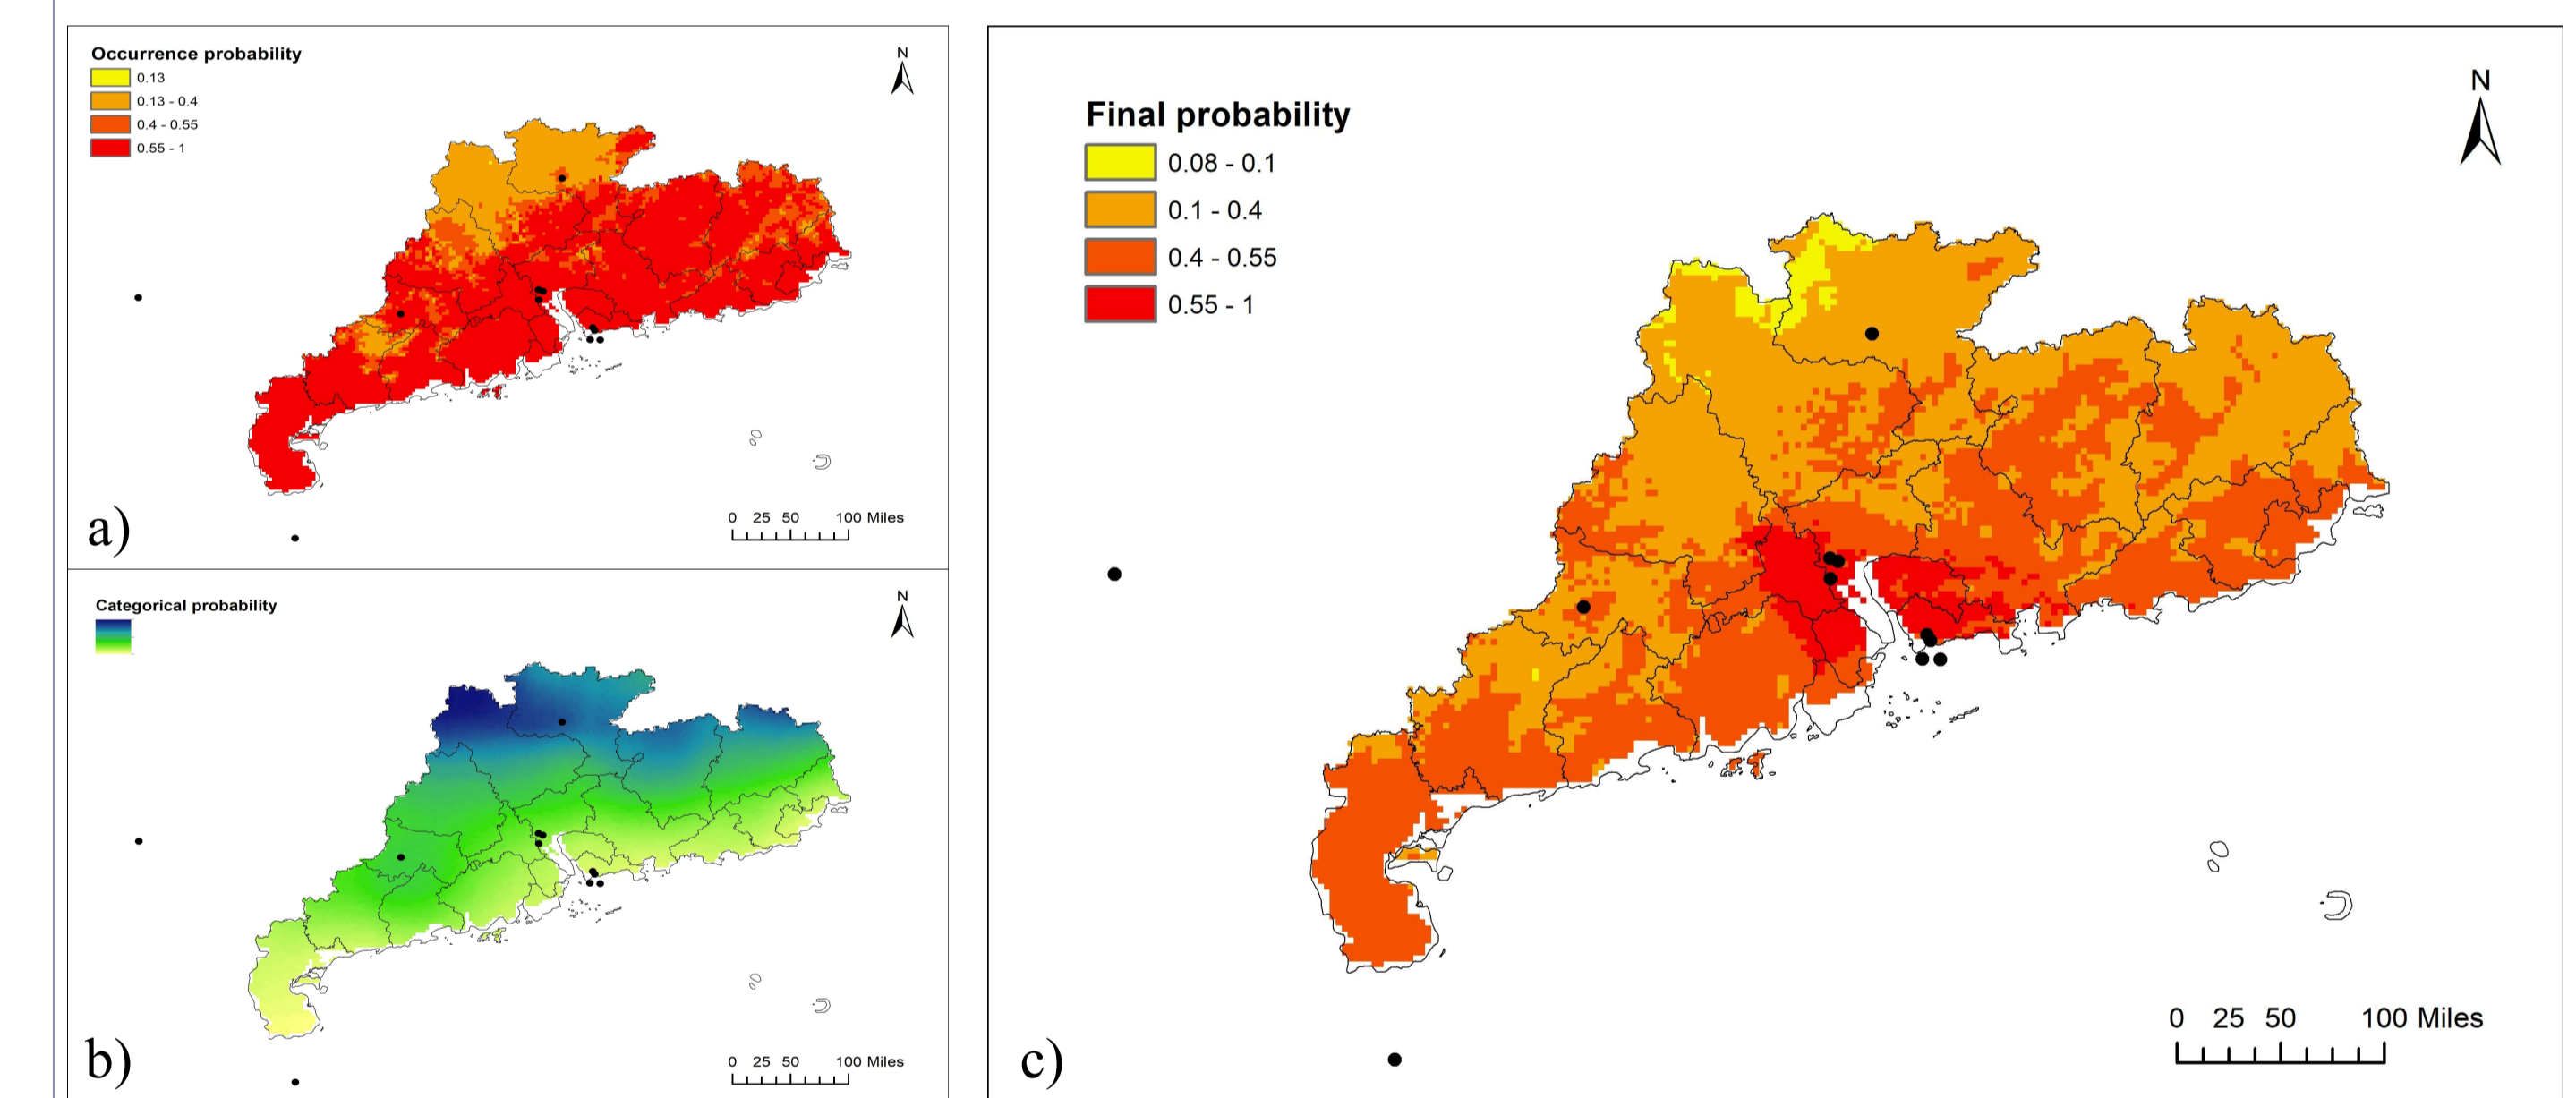 Occurrence probability
0.13
0.13 - 0.4
0.4 - 0.55
0.55 - 1
N
0 25 50 100 Miles
a)
Categorical probability
N
0 25 50 100 Miles
b)
Final probability
0.08 - 0.1
0.1 - 0.4
0.4 - 0.55
0.55 - 1
N
0 25 50 100 Miles
c)